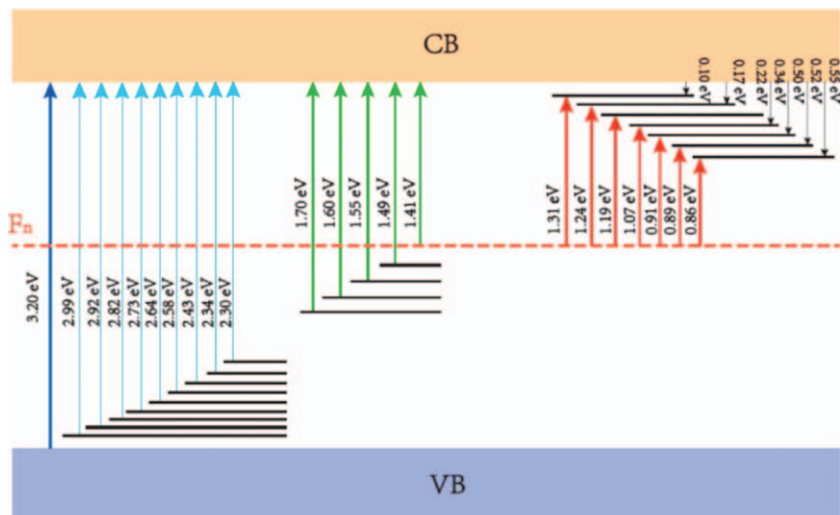 CB
0.10 eV
0.17 eV
0.22 eV
0.34 eV
0.50 eV
0.52 eV
0.55 eV
1.70 eV
1.60 eV
1.55 eV
1.49 eV
1.41 eV
1.31 eV
1.24 eV
1.19 eV
1.07 eV
0.91 eV
0.89 eV
0.86 eV
Fn
3.20 eV
2.99 eV
2.92 eV
2.82 eV
2.73 eV
2.64 eV
2.58 eV
2.43 eV
2.34 eV
2.30 eV
VB